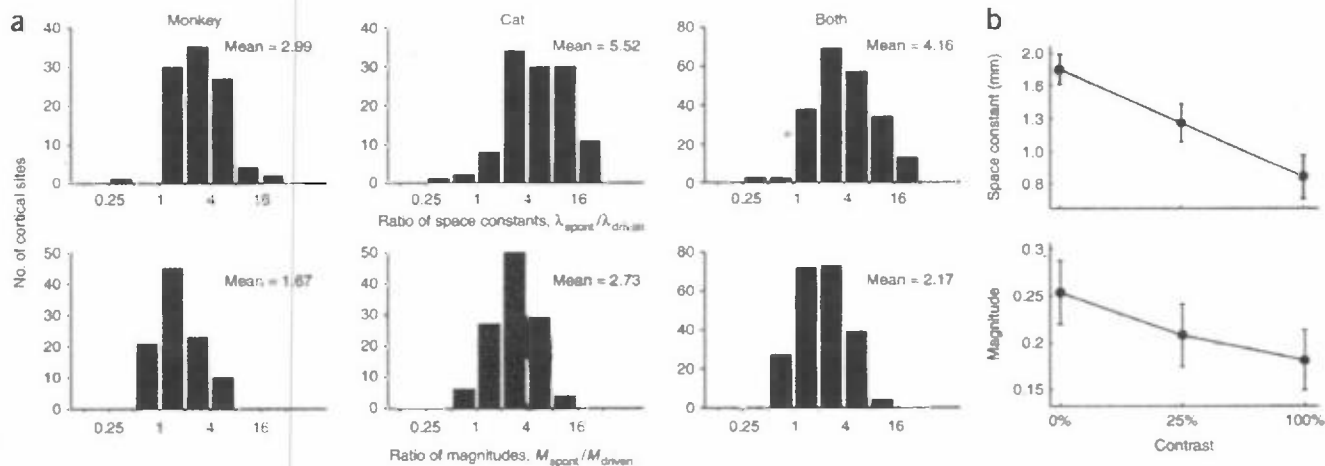 a
Monkey
Cat
Both
b
No. of cortical sites
40
30
20
10
0
Mean = 2.99
0.25 1 4 16
40
30
20
10
0
Mean = 5.52
0.25 1 4 16
80
60
40
20
0
Mean = 4.16
0.25 1 4 16
Ratio of space constants, λspont/λdriven
50
40
30
20
10
0
Mean = 1.67
0.25 1 4 16
50
40
30
20
10
0
Mean = 2.73
0.25 1 4 16
80
60
40
20
0
Mean = 2.17
0.25 1 4 16
Ratio of magnitudes, Mspont/Mdriven
Space constant (mm)
2.0
1.6
1.3
1.0
0.8
Magnitude
0.3
0.25
0.2
0.15
0% 25% 100%
Contrast